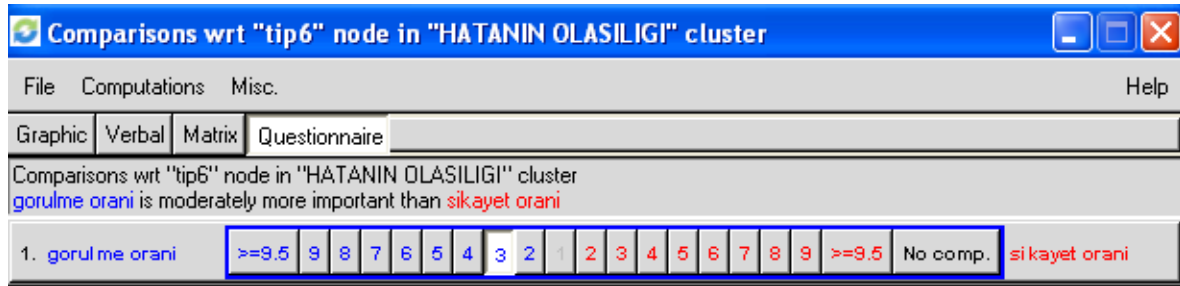 Comparisons wrt "tip6" node in "HATANIN OLASILIGI" cluster
File Computations Misc. Help
Graphic Verbal Matrix Questionnaire
Comparisons wrt "tip6" node in "HATANIN OLASILIGI" cluster
gorulme orani is moderately more important than sikayet orani
1. gorulme orani >=9.5 9 8 7 6 5 4 3 2 1 2 3 4 5 6 7 8 9 >=9.5 No comp. sikayet orani